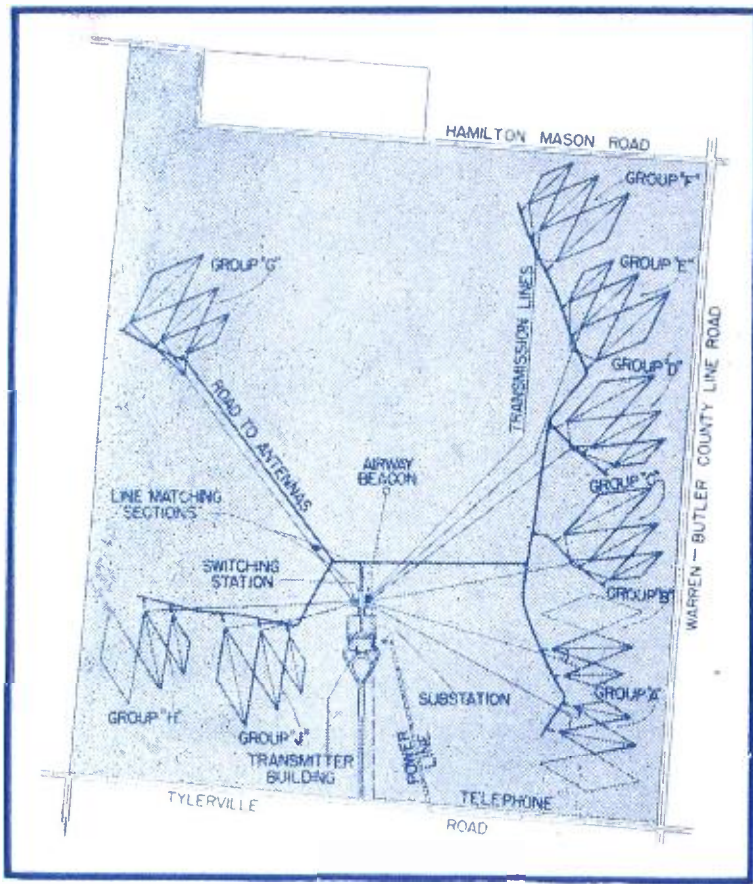 HAMILTON MASON ROAD
GROUP "F"
GROUP "G"
GROUP "E"
TRANSMISSION LINES
WARREN - BUTLER COUNTY LINE ROAD
GROUP "D"
ROAD TO ANTENNAS
AIRWAY
BEACON
LINE MATCHING
SECTIONS
GROUP "C"
SWITCHING
STATION
GROUP "B"
SUBSTATION
GROUP "A"
GROUP "H"
GROUP "J"
TRANSMITTER
BUILDING
POWER
LINE
TELEPHONE
TYLERVILLE
ROAD